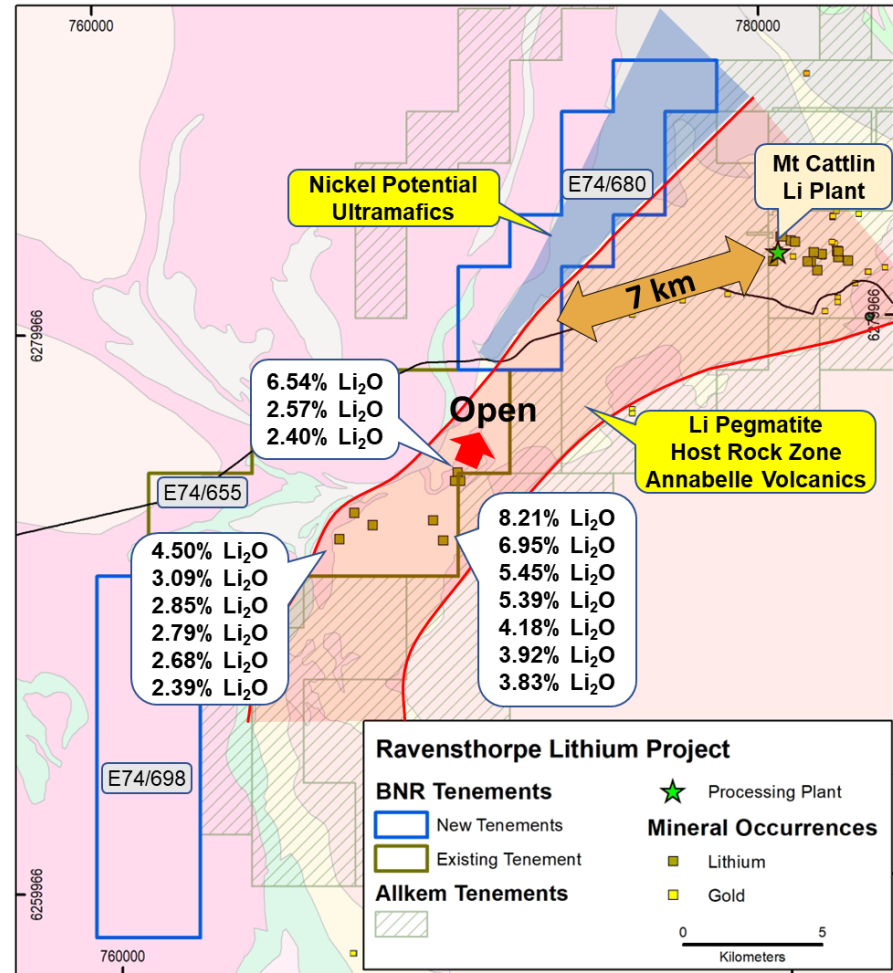 760000
780000
Nickel Potential
Ultramafics
E74/680
Mt Cattlin
Li Plant
7 km
6279966
6279966
6.54% Li₂O
2.57% Li₂O
2.40% Li₂O
Open
Li Pegmatite
Host Rock Zone
Annabelle Volcanics
E74/655
4.50% Li₂O
3.09% Li₂O
2.85% Li₂O
2.79% Li₂O
2.68% Li₂O
2.39% Li₂O
8.21% Li₂O
6.95% Li₂O
5.45% Li₂O
5.39% Li₂O
4.18% Li₂O
3.92% Li₂O
3.83% Li₂O
E74/698
6259966
760000
Ravensthorpe Lithium Project
BNR Tenements
New Tenements
Existing Tenement
Allkem Tenements
Processing Plant
Mineral Occurrences
Lithium
Gold
0 5
Kilometers